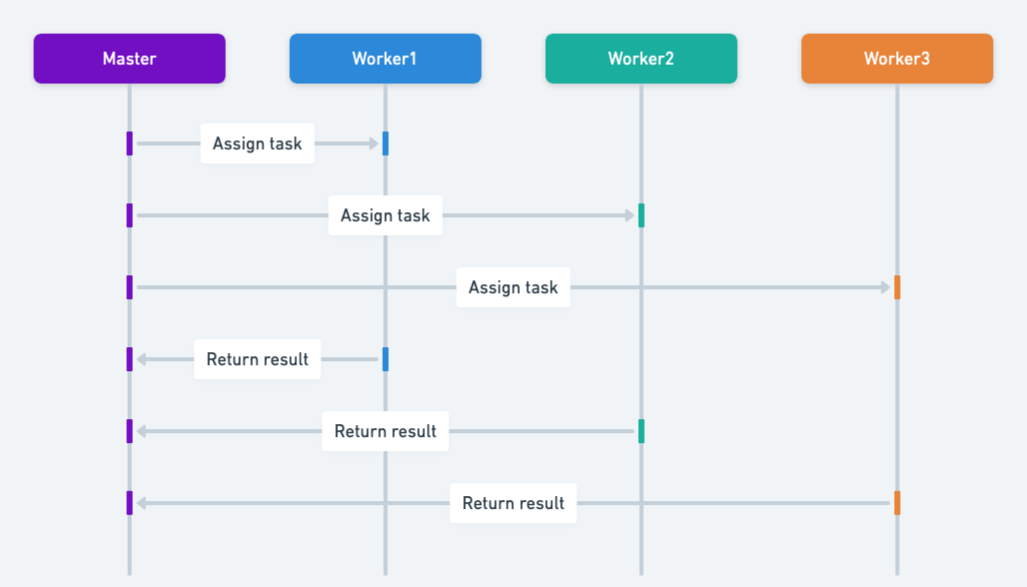 Master
Worker1
Worker2
Worker3
Assign task
Assign task
Assign task
Return result
Return result
Return result